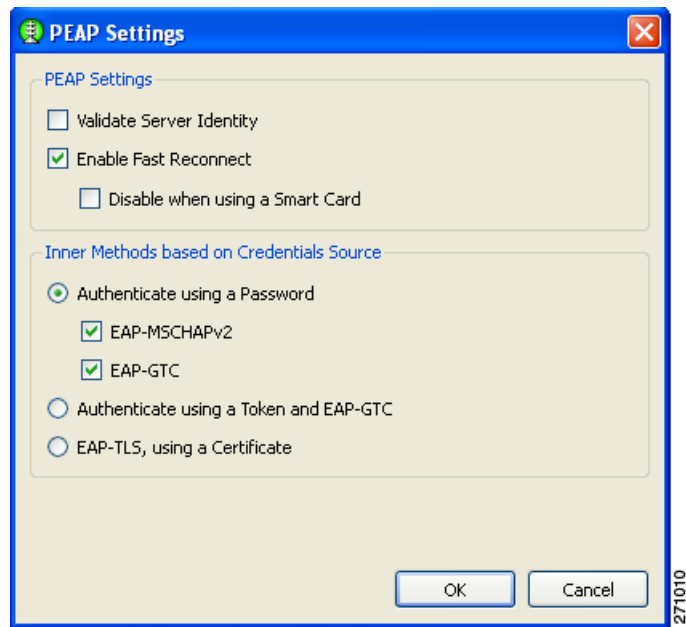 PEAP Settings
PEAP Settings
Validate Server Identity
Enable Fast Reconnect
Disable when using a Smart Card
Inner Methods based on Credentials Source
Authenticate using a Password
EAP-MSCHAPv2
EAP-GTC
Authenticate using a Token and EAP-GTC
EAP-TLS, using a Certificate
OK Cancel
271010